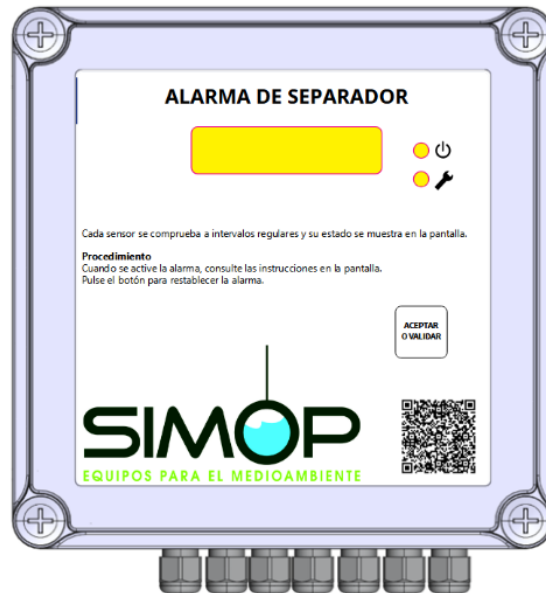 ALARMA DE SEPARADOR
Cada sensor se comprueba a intervalos regulares y su estado se muestra en la pantalla.
Procedimiento
Cuando se active la alarma, consulte las instrucciones en la pantalla.
Pulse el botón para restablecer la alarma.
ACEPTAR
O VALIDAR
SIMOP
EQUIPOS PARA EL MEDIOAMBIENTE